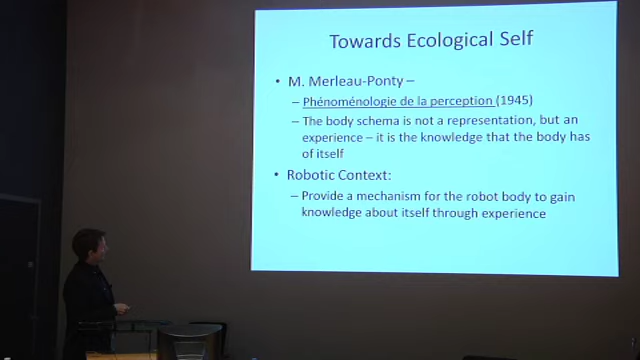 Towards Ecological Self
• M. Merleau-Ponty –
– Phénoménologie de la perception (1945)
– The body schema is not a representation, but an
experience – it is the knowledge that the body has
of itself
• Robotic Context:
– Provide a mechanism for the robot body to gain
knowledge about itself through experience